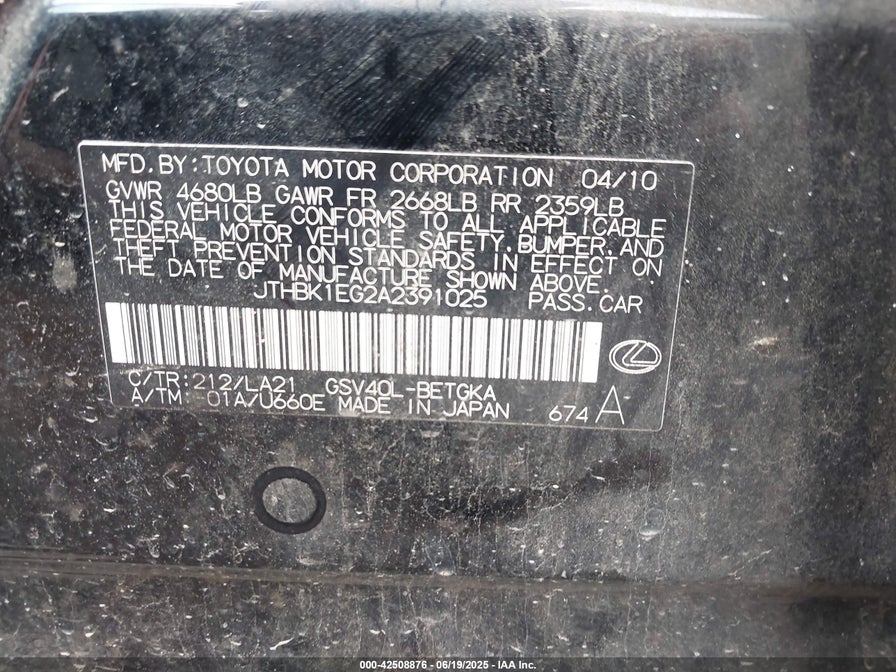 MFD. BY: TOYOTA MOTOR CORPORATION 04/10
GVWR 4680LB GAWR FR 2668LB RR 2359LB
THIS VEHICLE CONFORMS TO ALL APPLICABLE
FEDERAL MOTOR VEHICLE SAFETY, BUMPER, AND
THEFT PREVENTION STANDARDS IN EFFECT ON
THE DATE OF MANUFACTURE SHOWN ABOVE.
JTHBK1EG2A2391025 PASS. CAR
C/TR: 212/LA21 GSV40L-BETGKA
A/TM: 01A/U660E MADE IN JAPAN 674 A
000-42508876 - 06/19/2025 - IAA Inc.